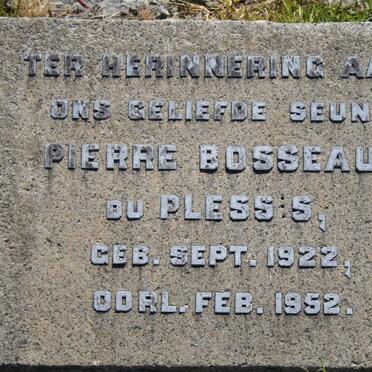 TER HERINNERING AA
ONS GELIEFDE SEUN
PIERRE BOSSEAU
DU PLESSIS,
GEB. SEPT. 1922,
OORL. FEB. 1952.